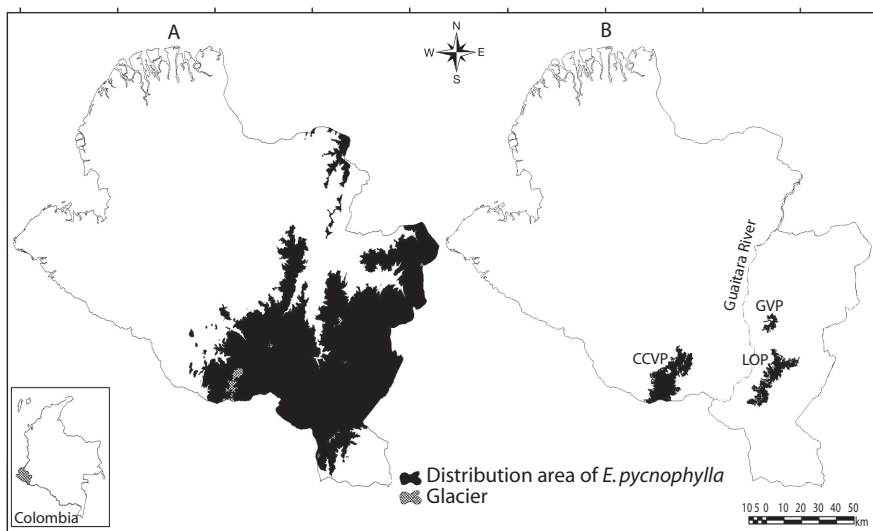 A
B
N
W E
S
Guaitara River
GVP
CCVP
LOP
Distribution area of E. pycnophylla
Glacier
Colombia
10 5 0 10 20 30 40 50
km